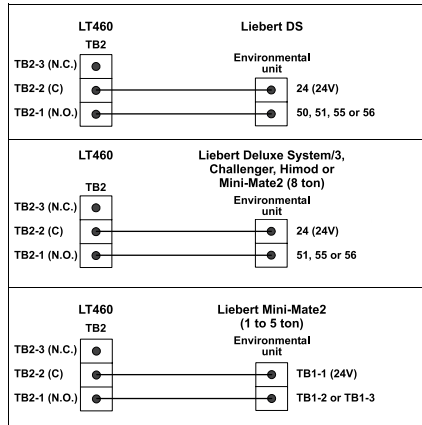 LT460 Liebert DS
TB2
Environmental
unit
TB2-3 (N.C.)
TB2-2 (C) 24 (24V)
TB2-1 (N.O.) 50, 51, 55 or 56
LT460 Liebert Deluxe System/3,
Challenger, Himod or
Mini-Mate2 (8 ton)
TB2
Environmental
unit
TB2-3 (N.C.)
TB2-2 (C) 24 (24V)
TB2-1 (N.O.) 51, 55 or 56
LT460 Liebert Mini-Mate2
(1 to 5 ton)
TB2
Environmental
unit
TB2-3 (N.C.)
TB2-2 (C) TB1-1 (24V)
TB2-1 (N.O.) TB1-2 or TB1-3